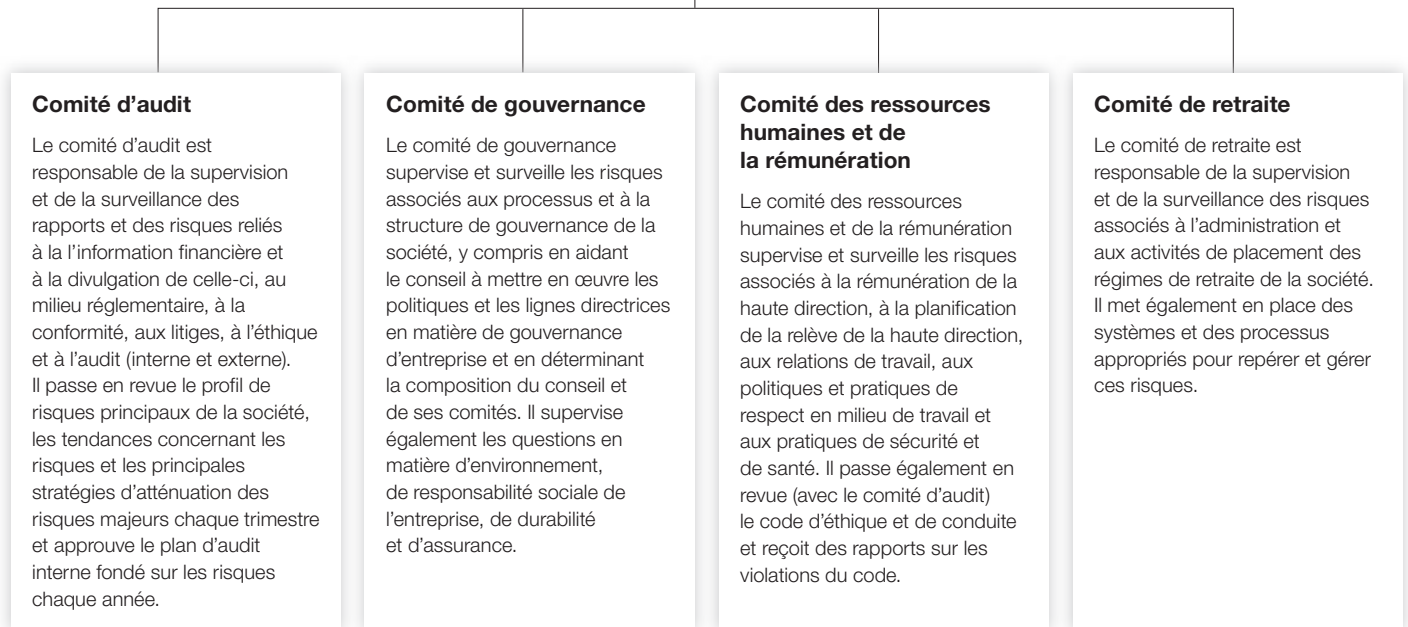 Comité d'audit
Le comité d'audit est
responsable de la supervision
et de la surveillance des
rapports et des risques reliés
à la l'information financière et
à la divulgation de celle-ci, au
milieu réglementaire, à la
conformité, aux litiges, à l'éthique
et à l'audit (interne et externe).
Il passe en revue le profil de
risques principaux de la société,
les tendances concernant les
risques et les principales
stratégies d'atténuation des
risques majeurs chaque trimestre
et approuve le plan d'audit
interne fondé sur les risques
chaque année.
Comité de gouvernance
Le comité de gouvernance
supervise et surveille les risques
associés aux processus et à la
structure de gouvernance de la
société, y compris en aidant
le conseil à mettre en œuvre les
politiques et les lignes directrices
en matière de gouvernance
d'entreprise et en déterminant
la composition du conseil et
de ses comités. Il supervise
également les questions en
matière d'environnement,
de responsabilité sociale de
l'entreprise, de durabilité
et d'assurance.
Comité des ressources
humaines et de
la rémunération
Le comité des ressources
humaines et de la rémunération
supervise et surveille les risques
associés à la rémunération de la
haute direction, à la planification
de la relève de la haute direction,
aux relations de travail, aux
politiques et pratiques de
respect en milieu de travail et
aux pratiques de sécurité et
de santé. Il passe également en
revue (avec le comité d'audit)
le code d'éthique et de conduite
et reçoit des rapports sur les
violations du code.
Comité de retraite
Le comité de retraite est
responsable de la supervision
et de la surveillance des risques
associés à l'administration et
aux activités de placement des
régimes de retraite de la société.
Il met également en place des
systèmes et des processus
appropriés pour repérer et gérer
ces risques.